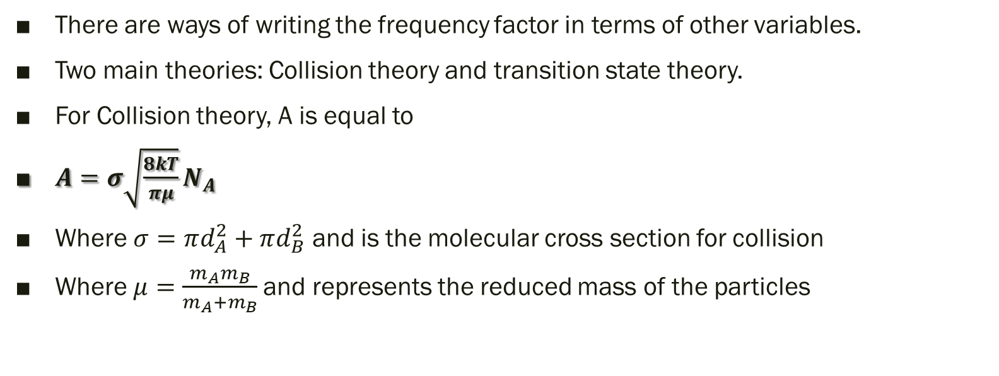 ■ There are ways of writing the frequency factor in terms of other variables.
■ Two main theories: Collision theory and transition state theory.
■ For Collision theory, A is equal to
■ $A = \sigma \sqrt{\frac{8kT}{\pi\mu}} N_A$
■ Where $\sigma = \pi d_A^2 + \pi d_B^2$ and is the molecular cross section for collision
■ Where $\mu = \frac{m_A m_B}{m_A + m_B}$ and represents the reduced mass of the particles